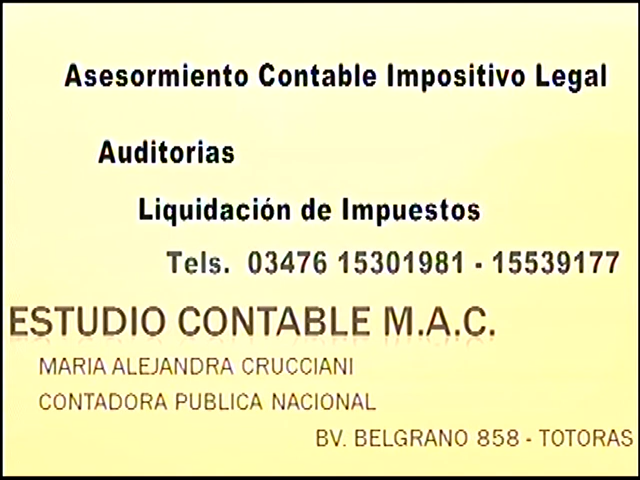 Asesormiento Contable Impositivo Legal
Auditorias
Liquidación de Impuestos
Tels. 03476 15301981 - 15539177
ESTUDIO CONTABLE M.A.C.
MARIA ALEJANDRA CRUCCIANI
CONTADORA PUBLICA NACIONAL
BV. BELGRANO 858 - TOTORAS